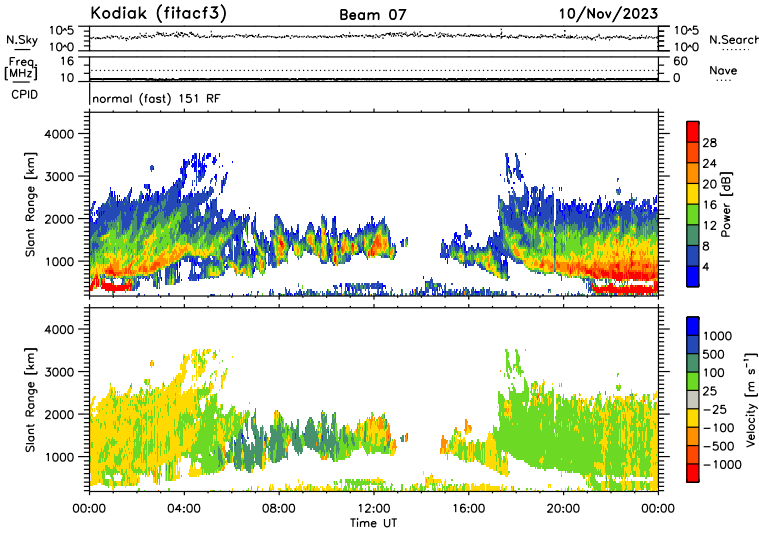 Kodiak (fitacf3) Beam 07 10/Nov/2023
N.Sky 10^5 10^0 10^5 10^0 N.Search
Freq. [MHz] 16 10 60 0 Nave
CPID normal (fast) 151 RF
Slant Range [km] 4000 3000 2000 1000
28 24 20 16 12 8 4 Power [dB]
Slant Range [km] 4000 3000 2000 1000
1000 500 100 25 -25 -100 -500 -1000 Velocity [m s^-1]
00:00 04:00 08:00 12:00 16:00 20:00 00:00
Time UT